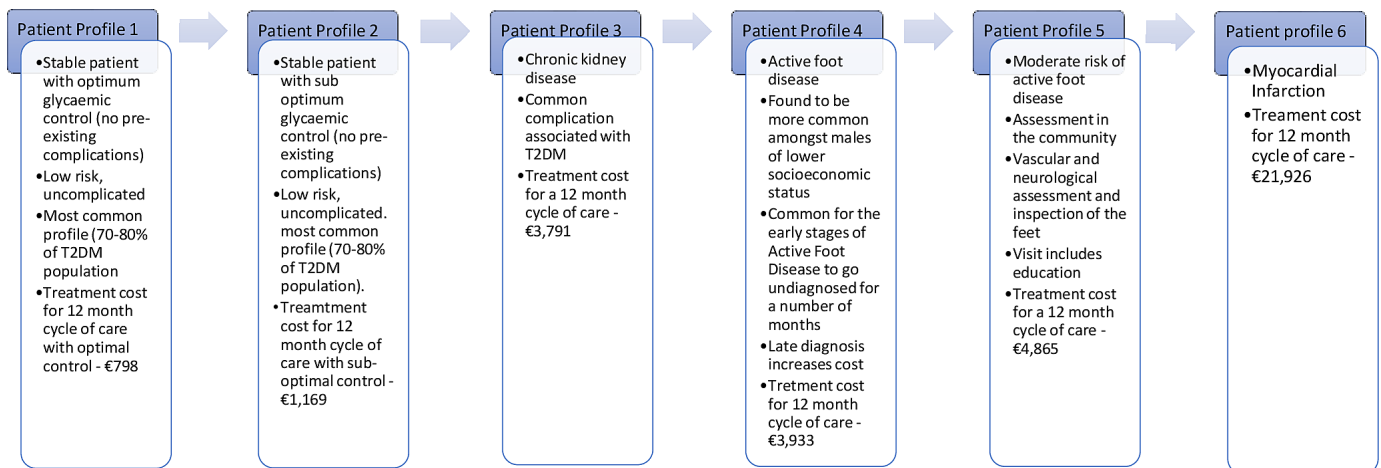 Patient Profile 1
•Stable patient
with optimum
glycaemic
control (no pre-
existing
complications)
•Low risk,
uncomplicated
•Most common
profile (70-80%
of T2DM
population
•Treatment cost
for 12 month
cycle of care
with optimal
control - €798
Patient Profile 2
•Stable patient
with sub
optimum
glycaemic
control (no pre-
existing
complications)
•Low risk,
uncomplicated.
most common
profile (70-80%
of T2DM
population).
•Treamtment
cost for 12
month cycle of
care with sub-
optimal control -
€1,169
Patient Profile 3
•Chronic kidney
disease
•Common
complication
associated with
T2DM
•Treatment cost
for a 12 month
cycle of care -
€3,791
Patient Profile 4
•Active foot
disease
•Found to be
more common
amongst males
of lower
socioeconomic
status
•Common for the
early stages of
Active Foot
Disease to go
undiagnosed for
a number of
months
•Late diagnosis
increases cost
•Tretment cost
for 12 month
cycle of care -
€3,933
Patient Profile 5
•Moderate risk of
active foot
disease
•Assessment in
the community
•Vascular and
neurological
assessment and
inspection of the
feet
•Visit includes
education
•Treatment cost
for a 12 month
cycle of care -
€4,865
Patient profile 6
•Myocardial
Infarction
•Treament cost
for 12 month
cycle of care -
€21,926